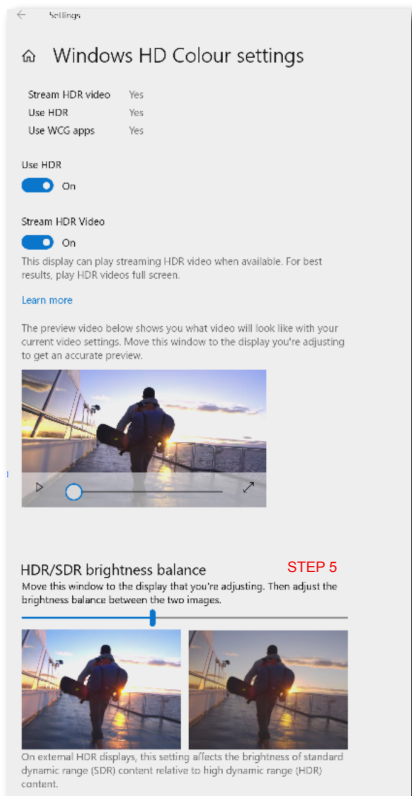 Settings
Windows HD Colour settings
Stream HDR video Yes
Use HDR Yes
Use WCG apps Yes
Use HDR
On
Stream HDR Video
On
This display can play streaming HDR video when available. For best
results, play HDR videos full screen.
Learn more
The preview video below shows you what video will look like with your
current video settings. Move this window to the display you're adjusting
to get an accurate preview.
HDR/SDR brightness balance STEP 5
Move this window to the display that you're adjusting. Then adjust the
brightness balance between the two images.
On external HDR displays, this setting affects the brightness of standard
dynamic range (SDR) content relative to high dynamic range (HDR)
content.